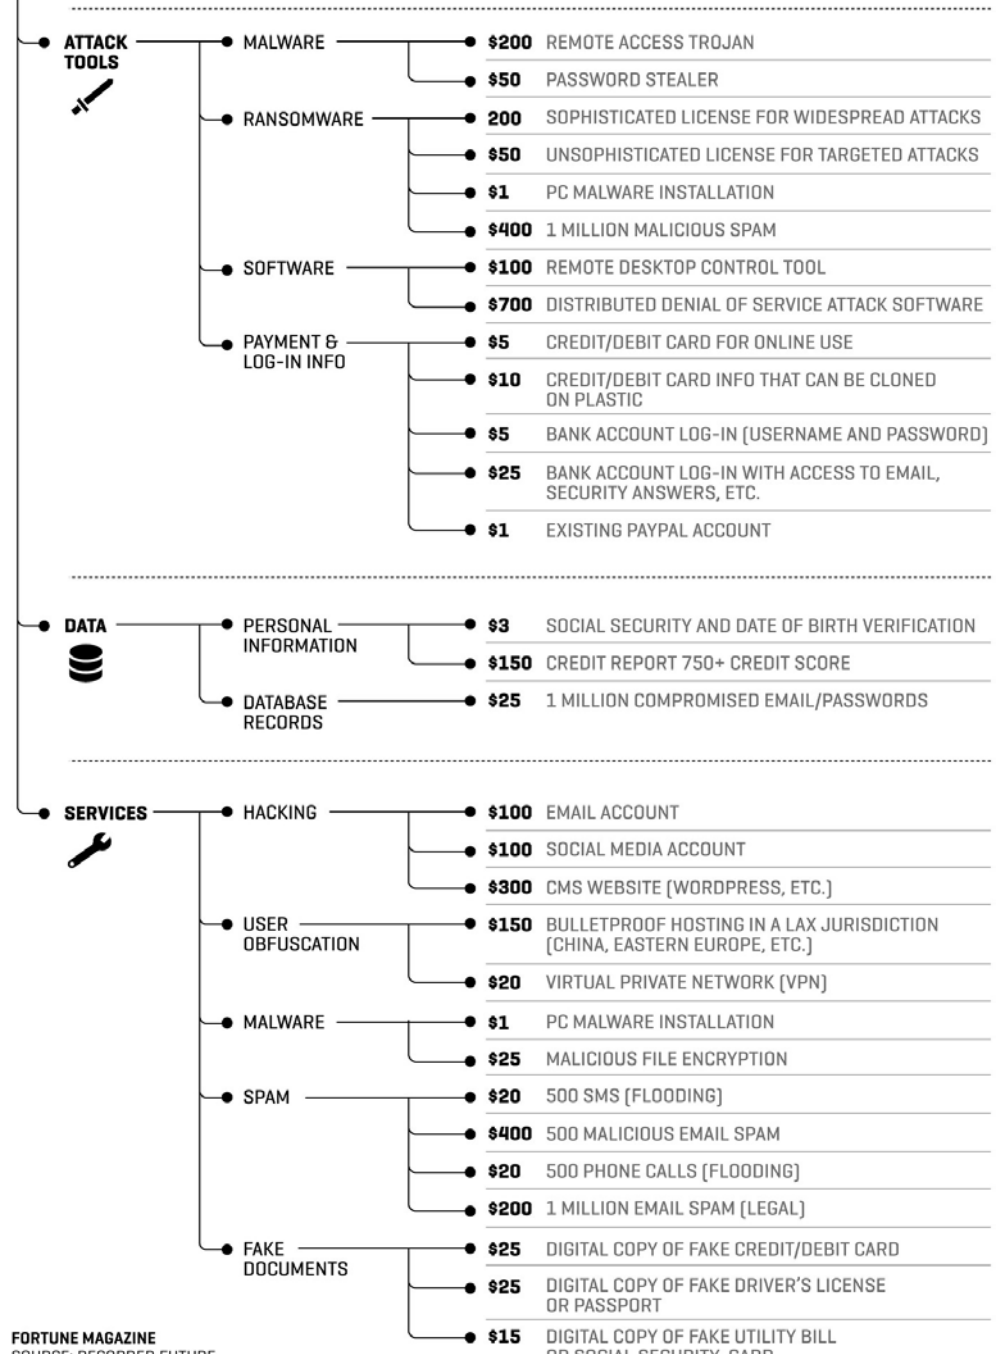 ATTACK
TOOLS
MALWARE
$200 REMOTE ACCESS TROJAN
$50 PASSWORD STEALER
RANSOMWARE
200 SOPHISTICATED LICENSE FOR WIDESPREAD ATTACKS
$50 UNSOPHISTICATED LICENSE FOR TARGETED ATTACKS
$1 PC MALWARE INSTALLATION
$400 1 MILLION MALICIOUS SPAM
SOFTWARE
$100 REMOTE DESKTOP CONTROL TOOL
$700 DISTRIBUTED DENIAL OF SERVICE ATTACK SOFTWARE
PAYMENT &
LOG-IN INFO
$5 CREDIT/DEBIT CARD FOR ONLINE USE
$10 CREDIT/DEBIT CARD INFO THAT CAN BE CLONED
ON PLASTIC
$5 BANK ACCOUNT LOG-IN (USERNAME AND PASSWORD)
$25 BANK ACCOUNT LOG-IN WITH ACCESS TO EMAIL,
SECURITY ANSWERS, ETC.
$1 EXISTING PAYPAL ACCOUNT
DATA
PERSONAL
INFORMATION
$3 SOCIAL SECURITY AND DATE OF BIRTH VERIFICATION
$150 CREDIT REPORT 750+ CREDIT SCORE
DATABASE
RECORDS
$25 1 MILLION COMPROMISED EMAIL/PASSWORDS
SERVICES
HACKING
$100 EMAIL ACCOUNT
$100 SOCIAL MEDIA ACCOUNT
$300 CMS WEBSITE (WORDPRESS, ETC.)
USER
OBFUSCATION
$150 BULLETPROOF HOSTING IN A LAX JURISDICTION
(CHINA, EASTERN EUROPE, ETC.)
$20 VIRTUAL PRIVATE NETWORK (VPN)
MALWARE
$1 PC MALWARE INSTALLATION
$25 MALICIOUS FILE ENCRYPTION
SPAM
$20 500 SMS (FLOODING)
$400 500 MALICIOUS EMAIL SPAM
$20 500 PHONE CALLS (FLOODING)
$200 1 MILLION EMAIL SPAM (LEGAL)
FAKE
DOCUMENTS
$25 DIGITAL COPY OF FAKE CREDIT/DEBIT CARD
$25 DIGITAL COPY OF FAKE DRIVER'S LICENSE
OR PASSPORT
$15 DIGITAL COPY OF FAKE UTILITY BILL
OR SOCIAL SECURITY CARD
FORTUNE MAGAZINE
SOURCE: RECORDED FUTURE